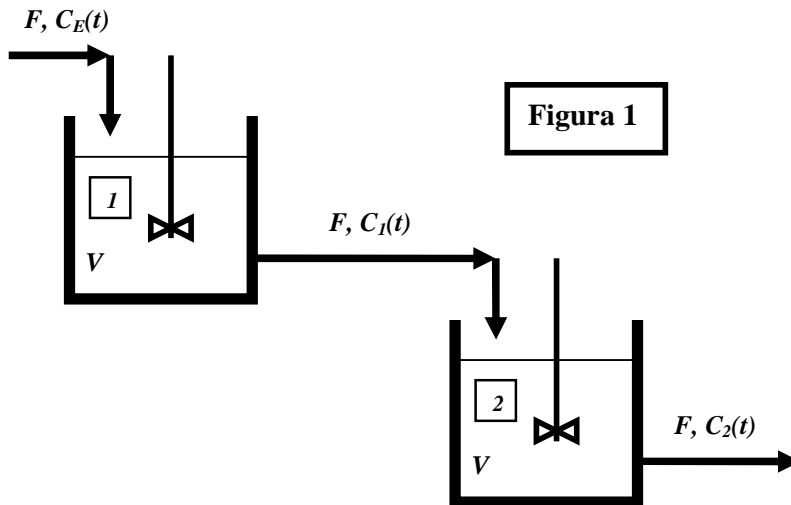 F, C_E(t)
Figura 1
1
F, C_1(t)
V
2
F, C_2(t)
V